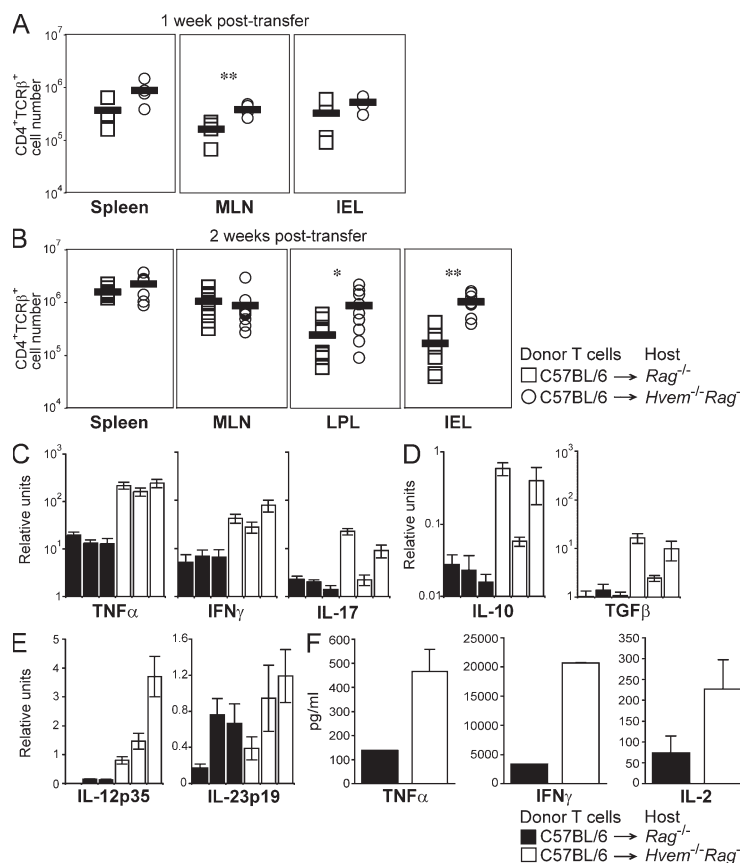 A
1 week post-transfer
CD4+TCRβ+
cell number
10^6
10^5
10^4
**
Spleen MLN IEL
B
2 weeks post-transfer
CD4+TCRβ+
cell number
10^7
10^6
10^5
10^4
* **
Spleen MLN LPL IEL
Donor T cells Host
C57BL/6 → Rag-/-
C57BL/6 → Hvem-/-Rag-
C
Relative units
10^3
10^2
10^1
1
TNFα IFNγ IL-17
D
Relative units
1
0.1
0.01
IL-10
10^3
10^2
10^1
1
TGFβ
E
Relative units
5
4
3
2
1
0
IL-12p35
1.6
1.2
0.8
0.4
0
IL-23p19
F
pg/ml
600
500
400
300
200
100
0
TNFα
25000
20000
15000
10000
5000
0
IFNγ
350
300
250
200
150
100
50
0
IL-2
Donor T cells Host
C57BL/6 → Rag-/-
C57BL/6 → Hvem-/-Rag-